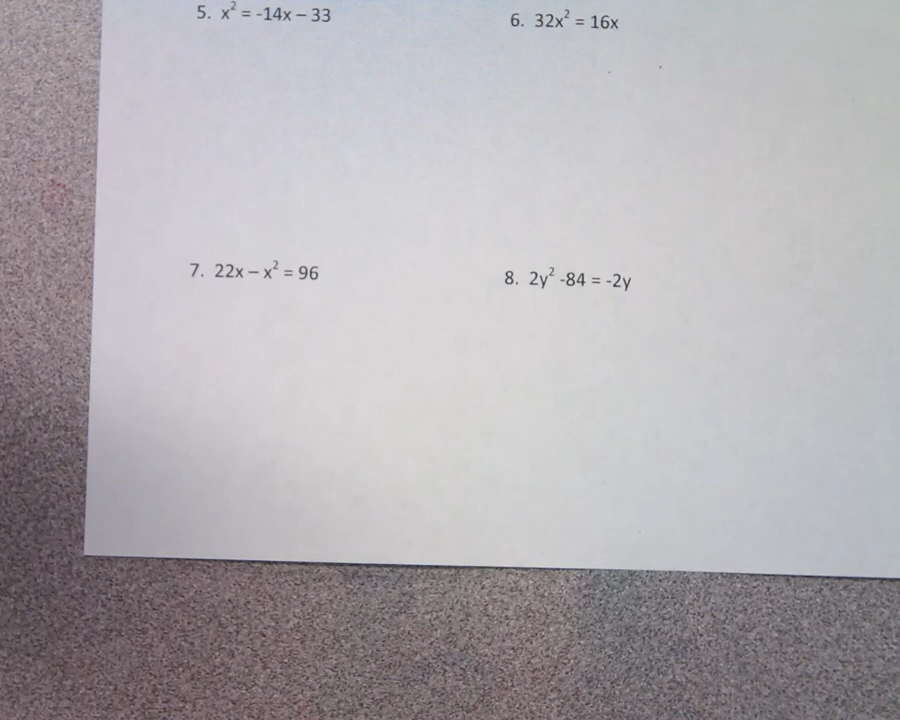 5. x² = -14x – 33
6. 32x² = 16x
7. 22x – x² = 96
8. 2y² -84 = -2y